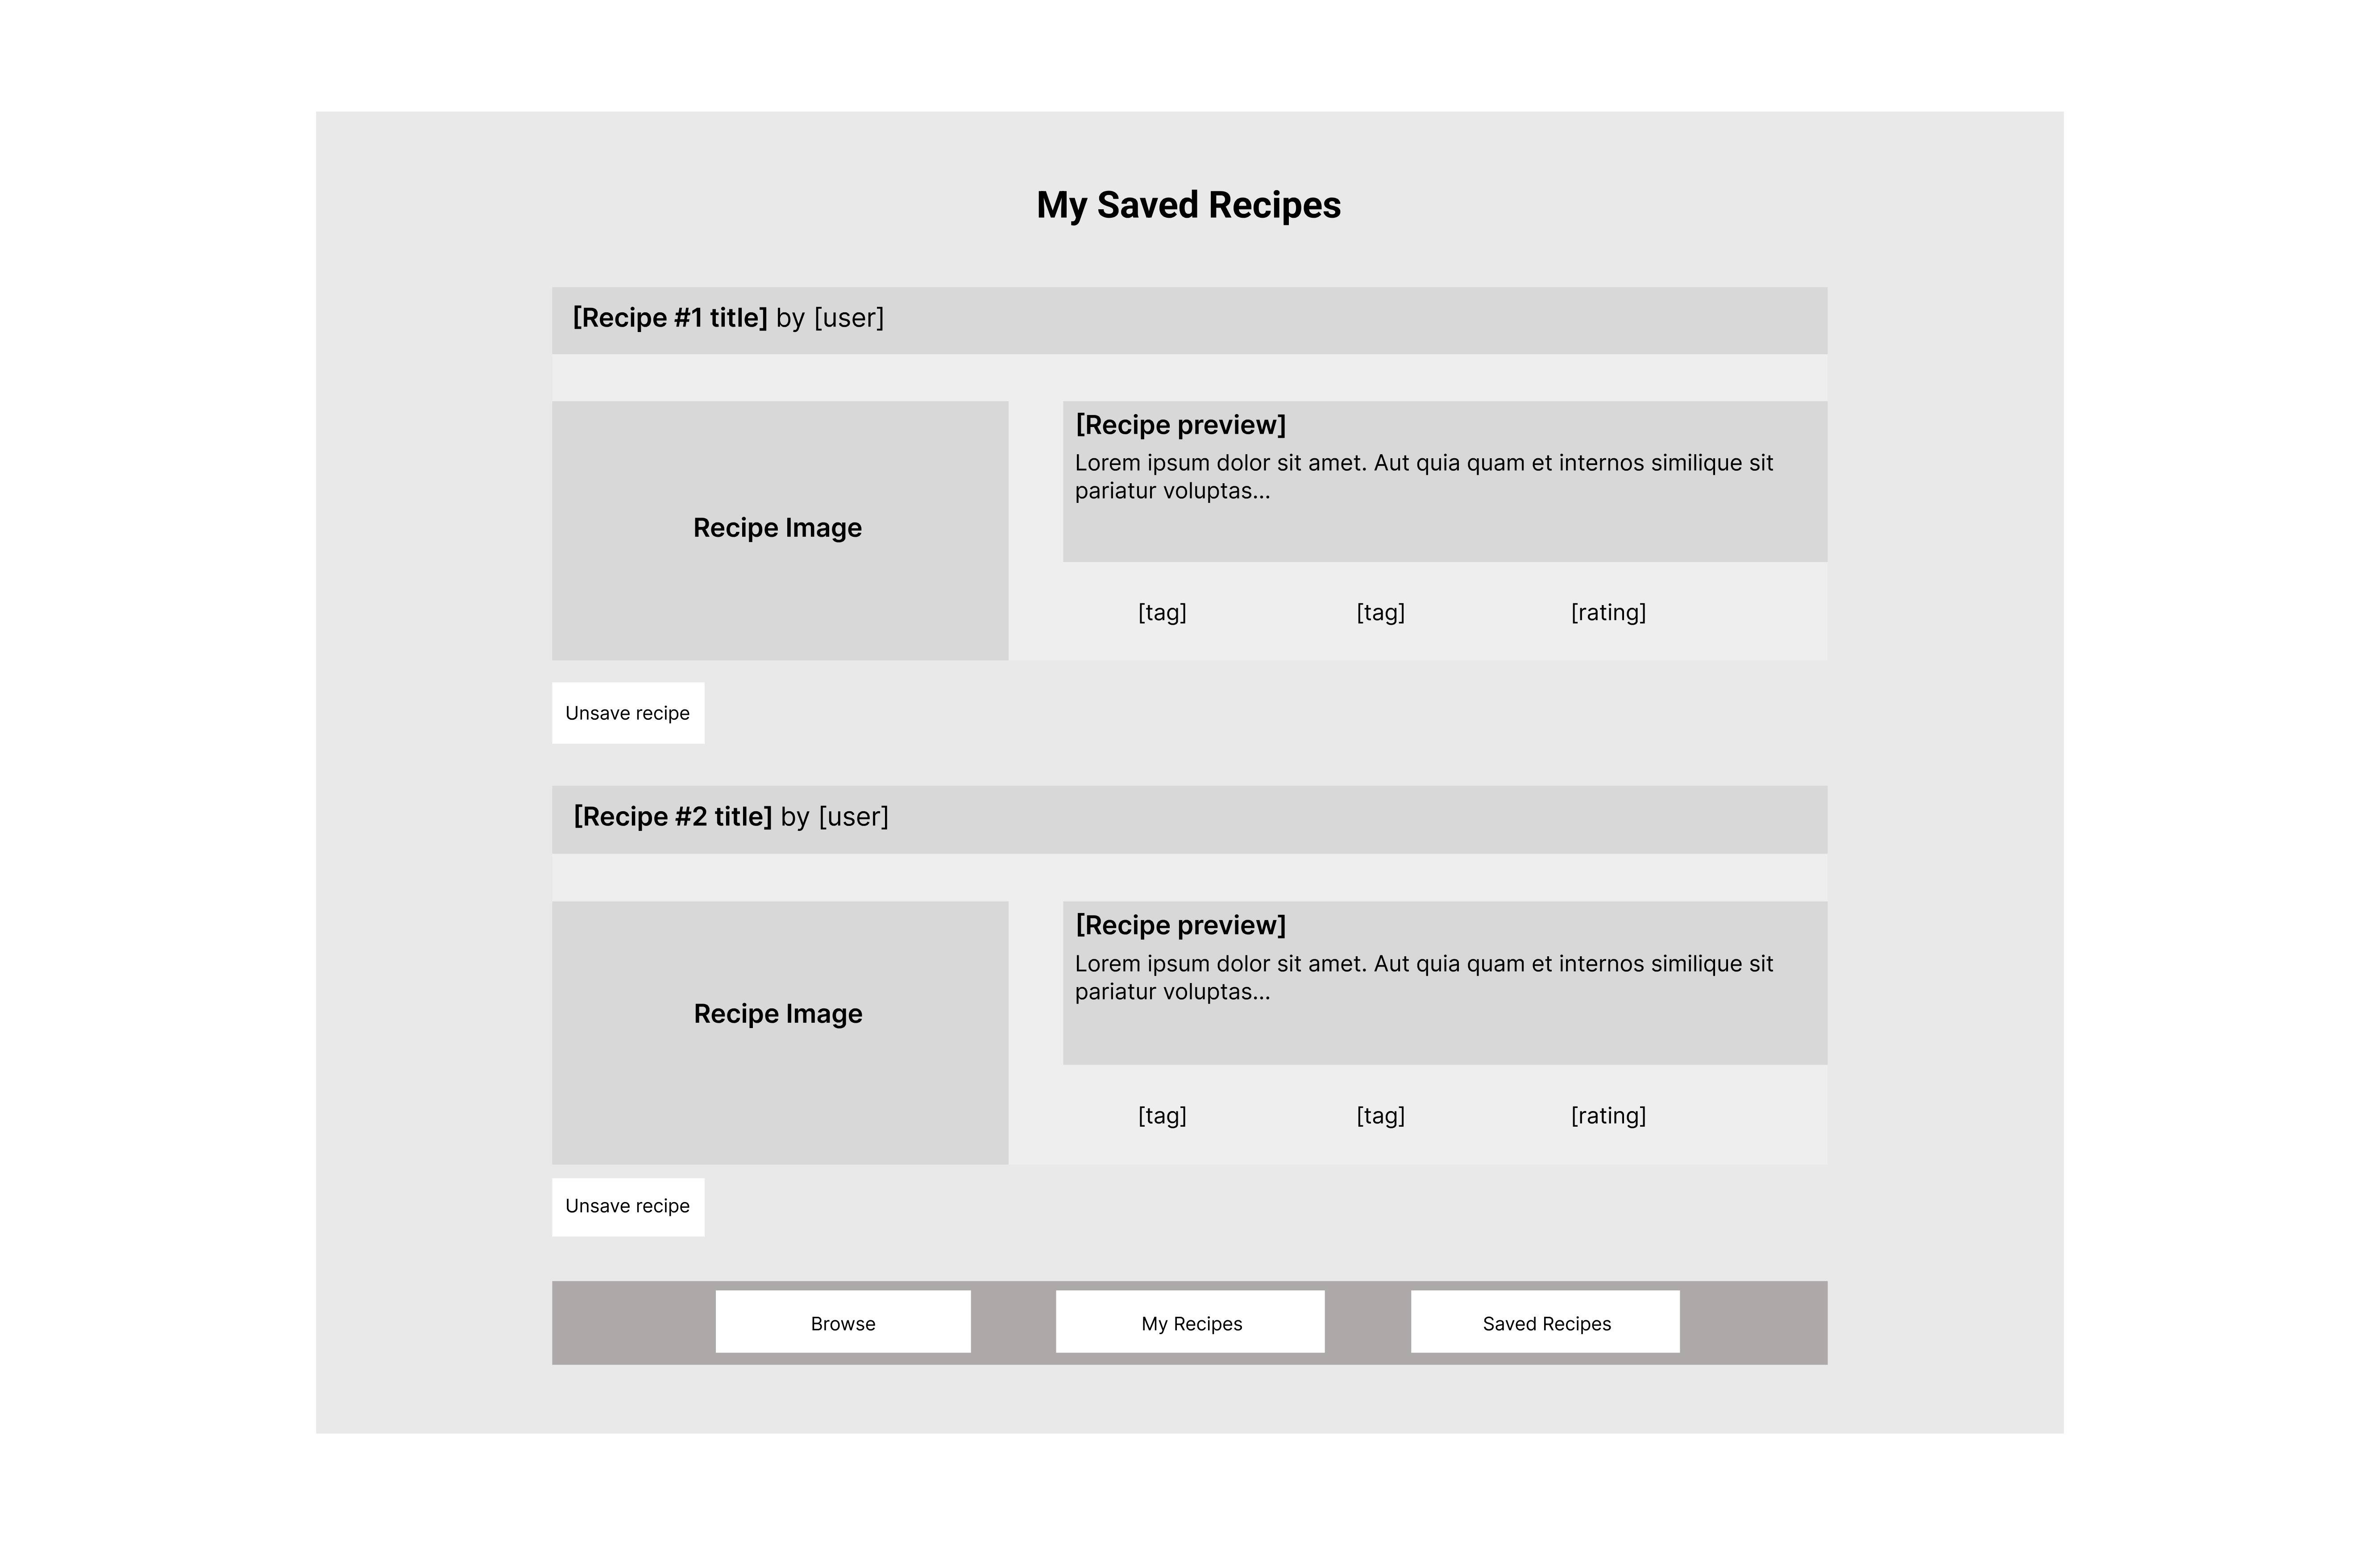 My Saved Recipes
[Recipe #1 title] by [user]
Recipe Image
[Recipe preview]
Lorem ipsum dolor sit amet. Aut quia quam et internos similique sit
pariatur voluptas...
[tag] [tag] [rating]
Unsave recipe
[Recipe #2 title] by [user]
Recipe Image
[Recipe preview]
Lorem ipsum dolor sit amet. Aut quia quam et internos similique sit
pariatur voluptas...
[tag] [tag] [rating]
Unsave recipe
Browse My Recipes Saved Recipes